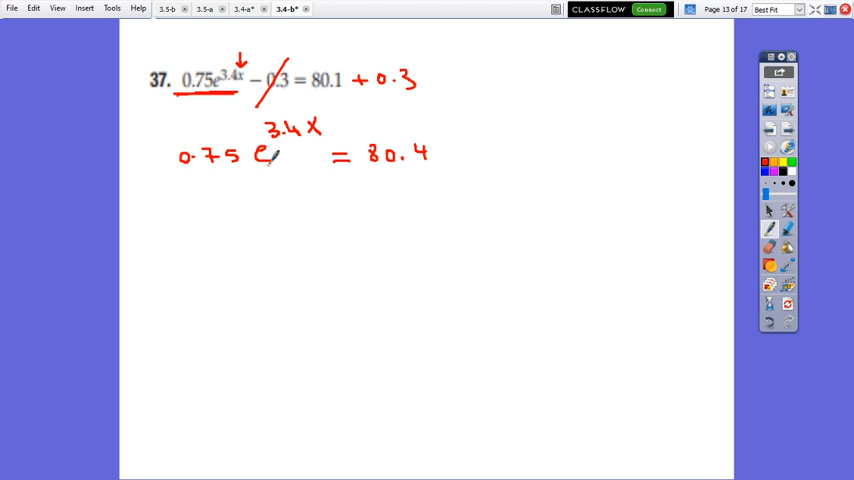 File Edit View Insert Tools Help 3.5-b 3.5-a 3.4-a* 3.4-b* CLASSFLOW Connect Page 13 of 17 Best Fit
37. 0.75e^3.4x − 0.3 = 80.1 + 0.3
0.75 e^3.4x = 80.4